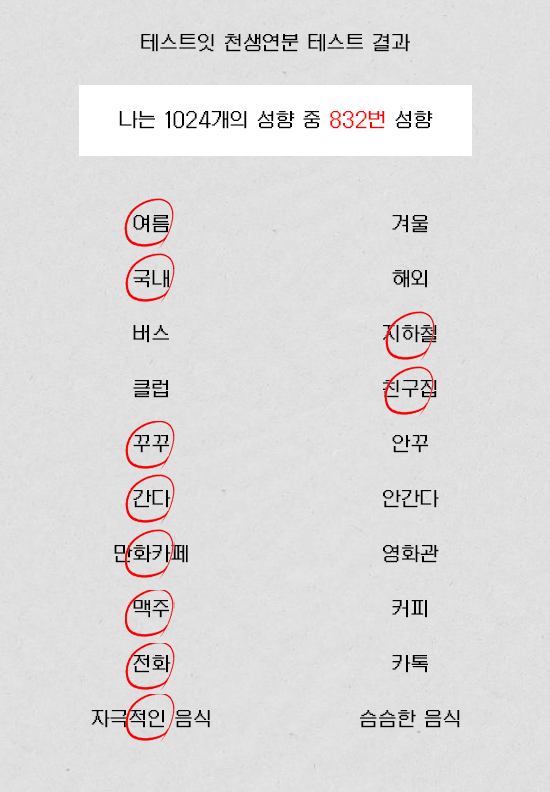 테스트잇 천생연분 테스트 결과
나는 1024개의 성향 중 832번 성향
여름 겨울
국내 해외
버스 지하철
클럽 친구집
꾸꾸 안꾸
간다 안간다
만화카페 영화관
맥주 커피
전화 카톡
자극적인 음식 슴슴한 음식